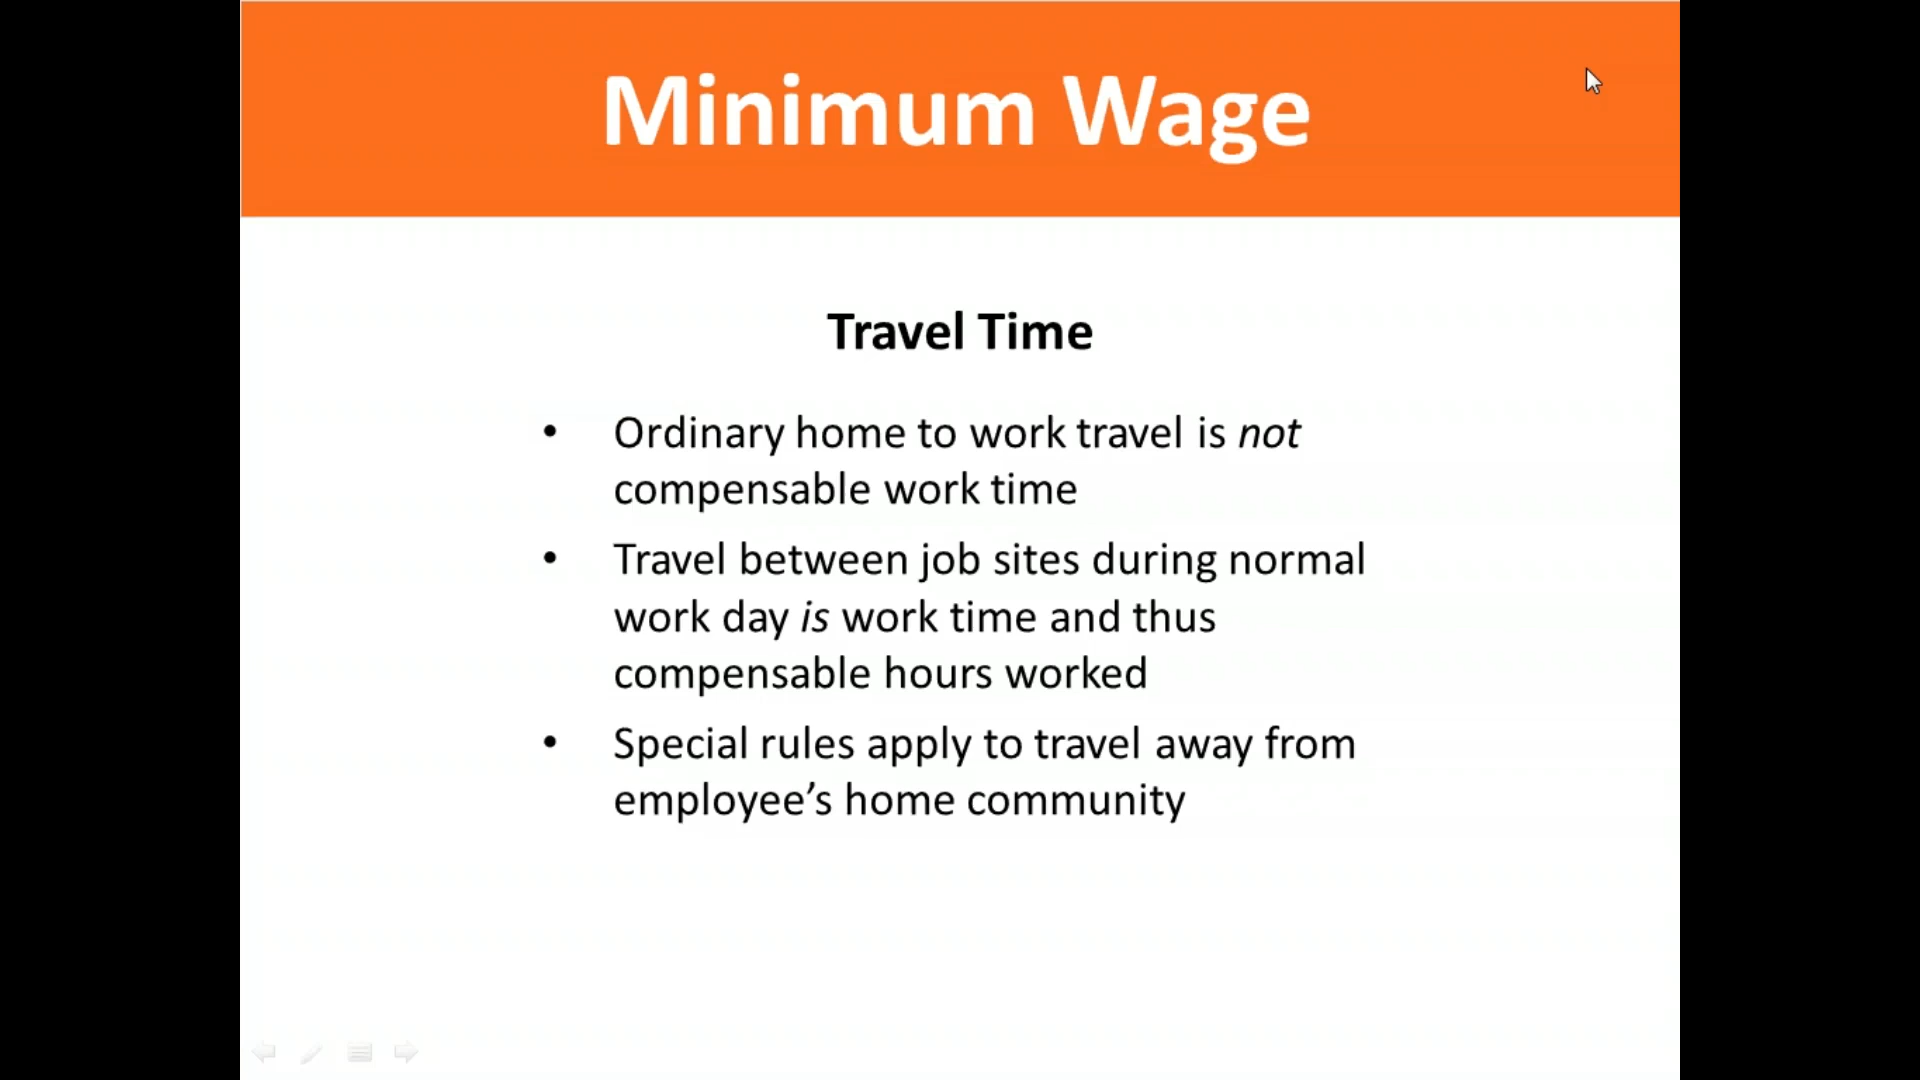 Minimum Wage
Travel Time
• Ordinary home to work travel is not
compensable work time
• Travel between job sites during normal
work day is work time and thus
compensable hours worked
• Special rules apply to travel away from
employee’s home community